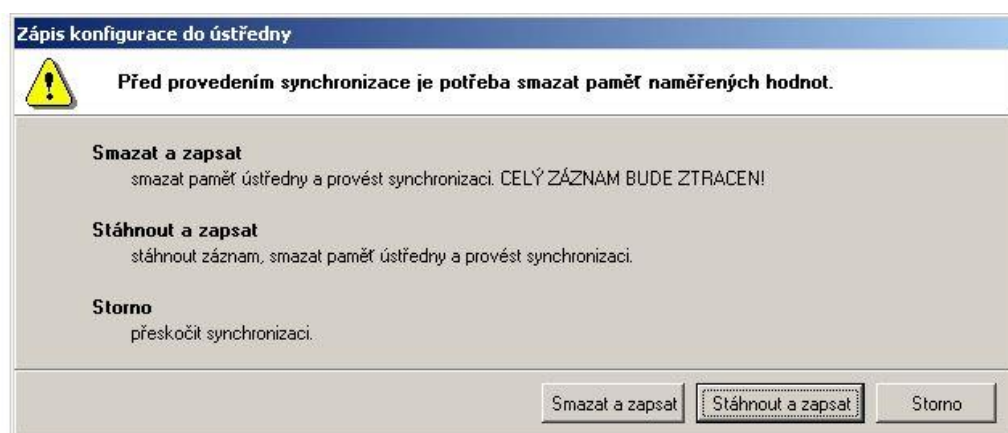 Zápis konfigurace do ústředny
Před provedením synchronizace je potřeba smazat paměť naměřených hodnot.
Smazat a zapsat
smazat paměť ústředny a provést synchronizaci. CELÝ ZÁZNAM BUDE ZTRACEN!
Stáhnout a zapsat
stáhnout záznam, smazat paměť ústředny a provést synchronizaci.
Storno
přeskočit synchronizaci.
Smazat a zapsat Stáhnout a zapsat Storno